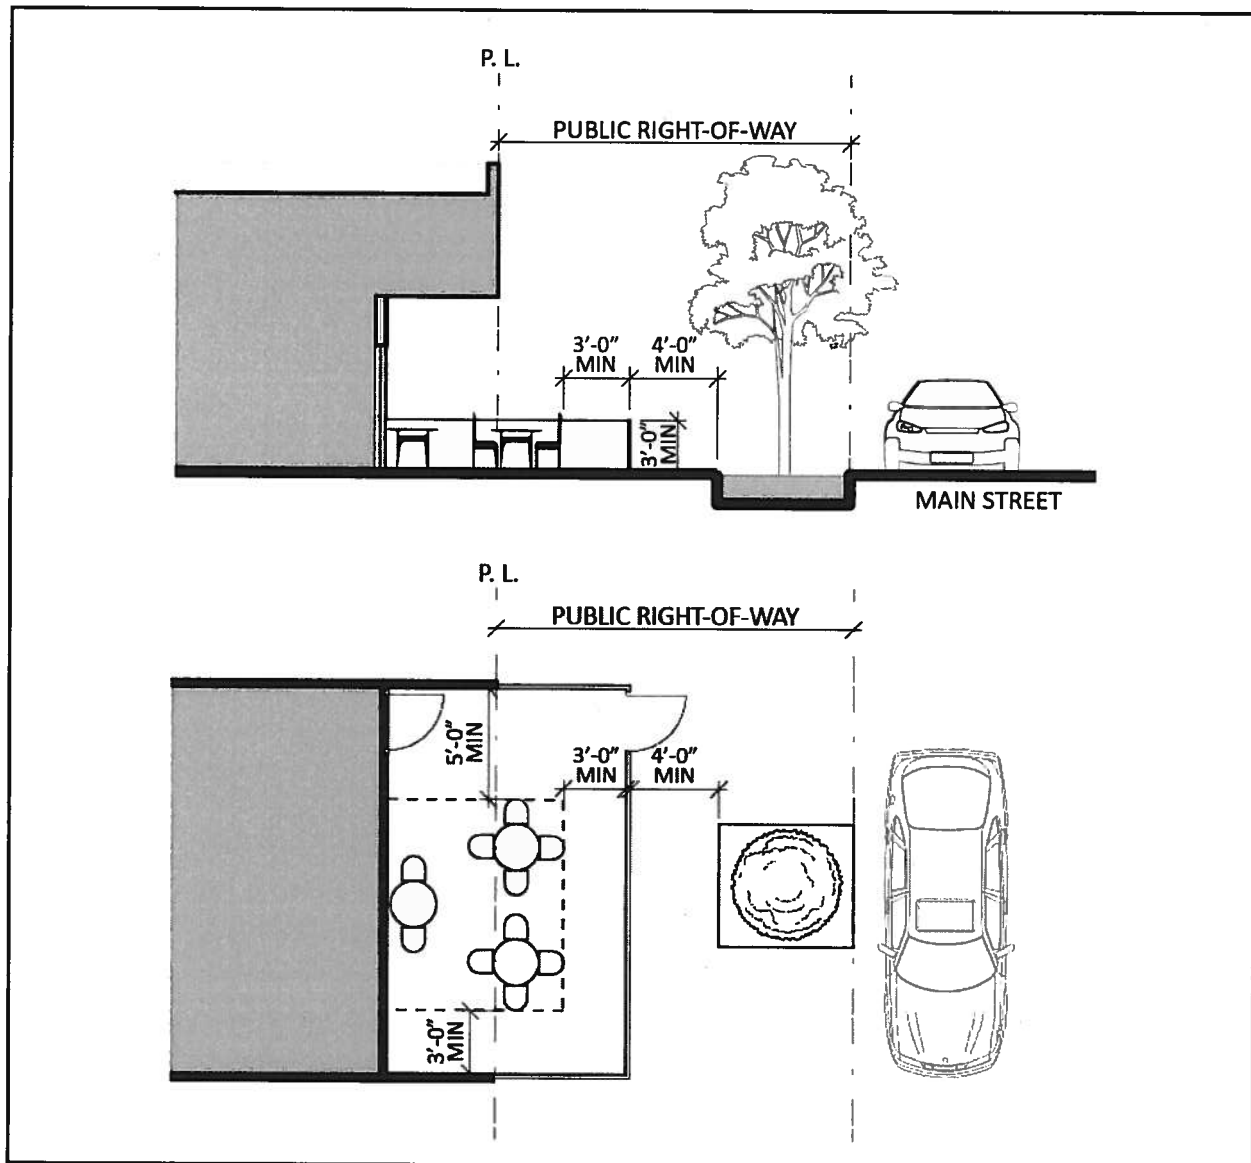 P. L.
PUBLIC RIGHT-OF-WAY
3'-0"
MIN
4'-0"
MIN
3'-0"
MIN
MAIN STREET
P. L.
PUBLIC RIGHT-OF-WAY
5'-0"
MIN
3'-0"
MIN
4'-0"
MIN
3'-0"
MIN